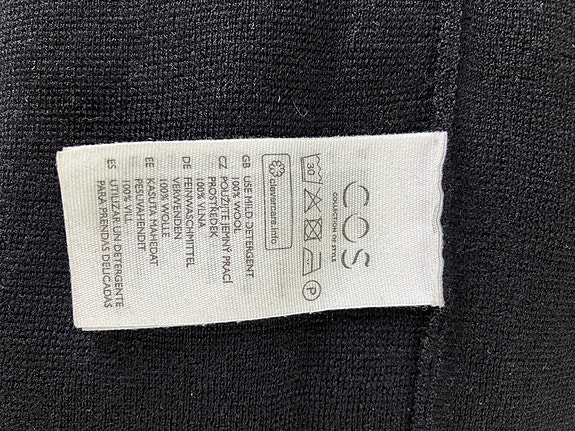 COS
COLLECTION OF STYLE
30
P
clevercare.info
GB USE MILD DETERGENT
100% WOOL
CZ POUŽIJTE JEMNÝ PRACÍ
PROSTŘEDEK
100% VLNA
DE FEINWASCHMITTEL
VERWENDEN
100% WOLLE
EE KASUTA PAHEDAT
PESUVAHENDIT
100% VILL
ES UTILIZAR UN DETERGENTE
PARA PRENDAS DELICADAS